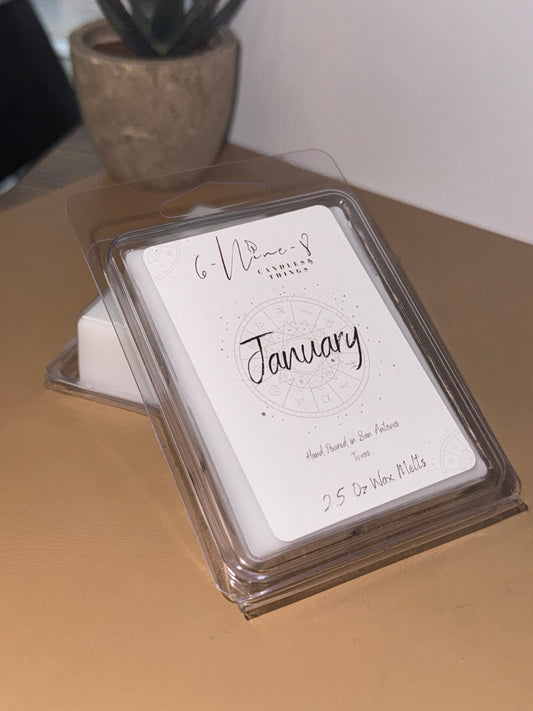 6-Nine-8
CANDLES&
THINGS
January
Hand Poured in San Antonio
Texas
2.5 Oz Wax Melts